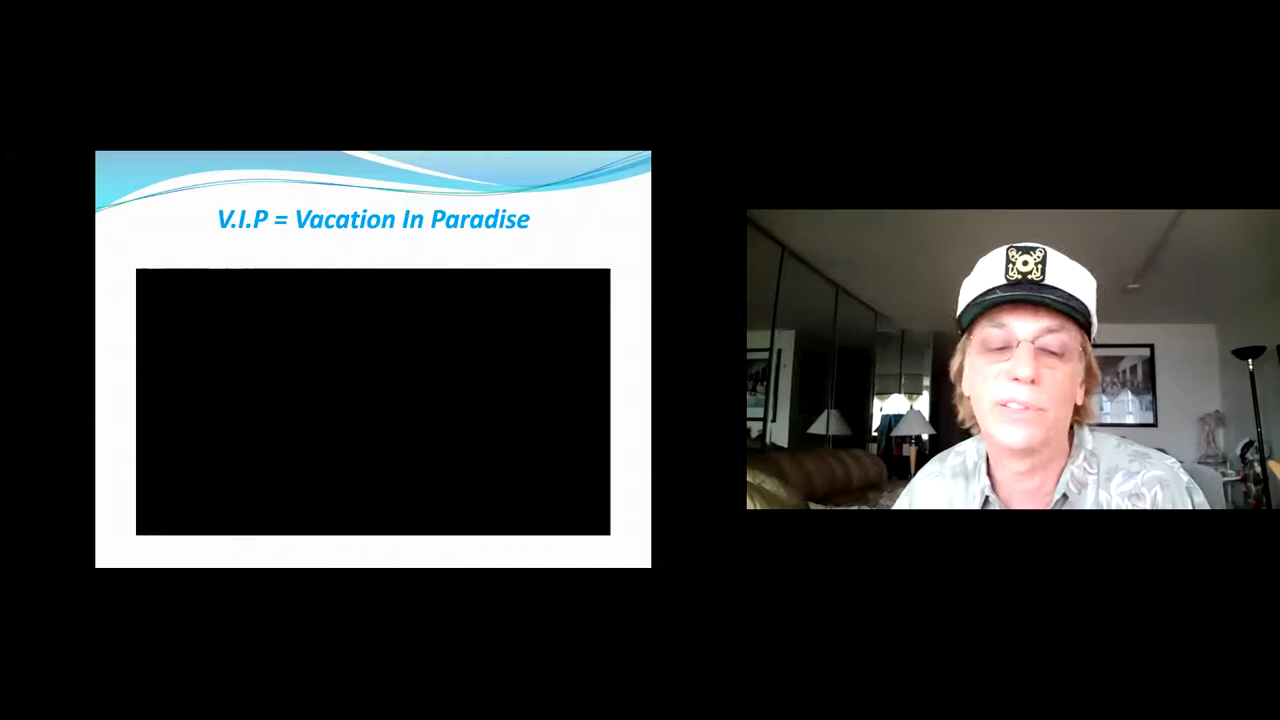 V.I.P = Vacation In Paradise